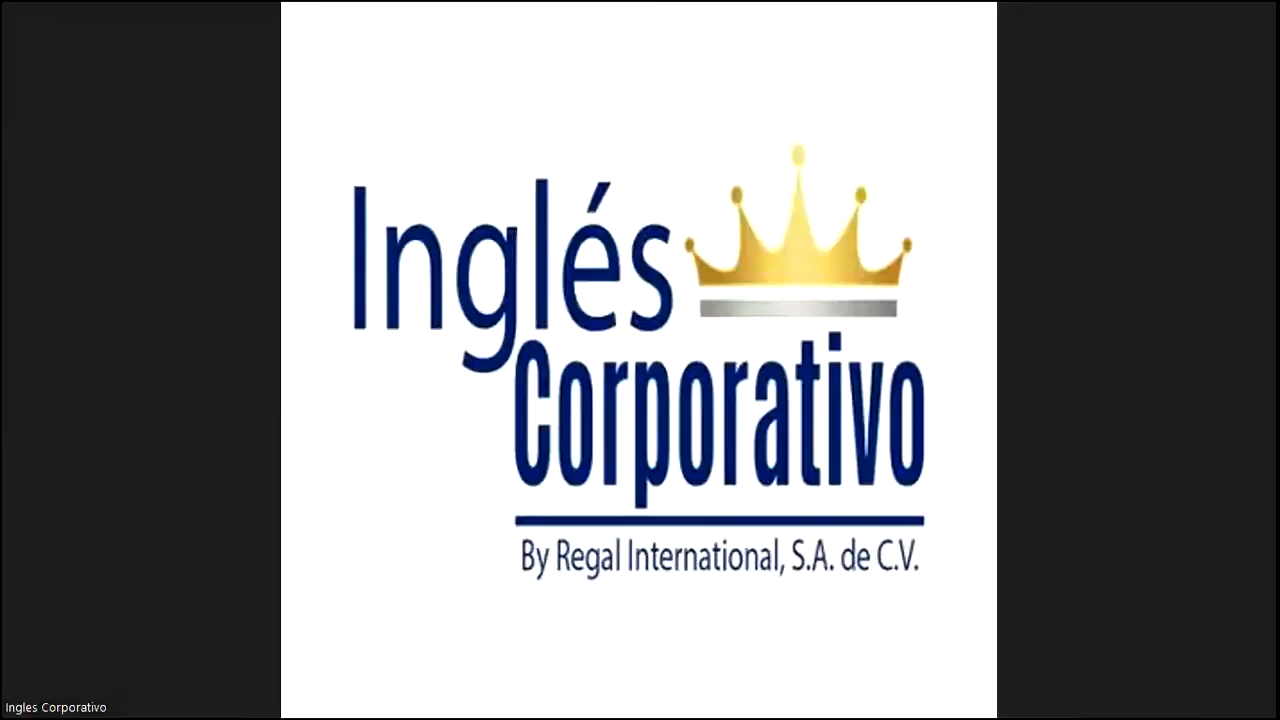 Inglés
Corporativo
By Regal International, S.A. de C.V.
Ingles Corporativo